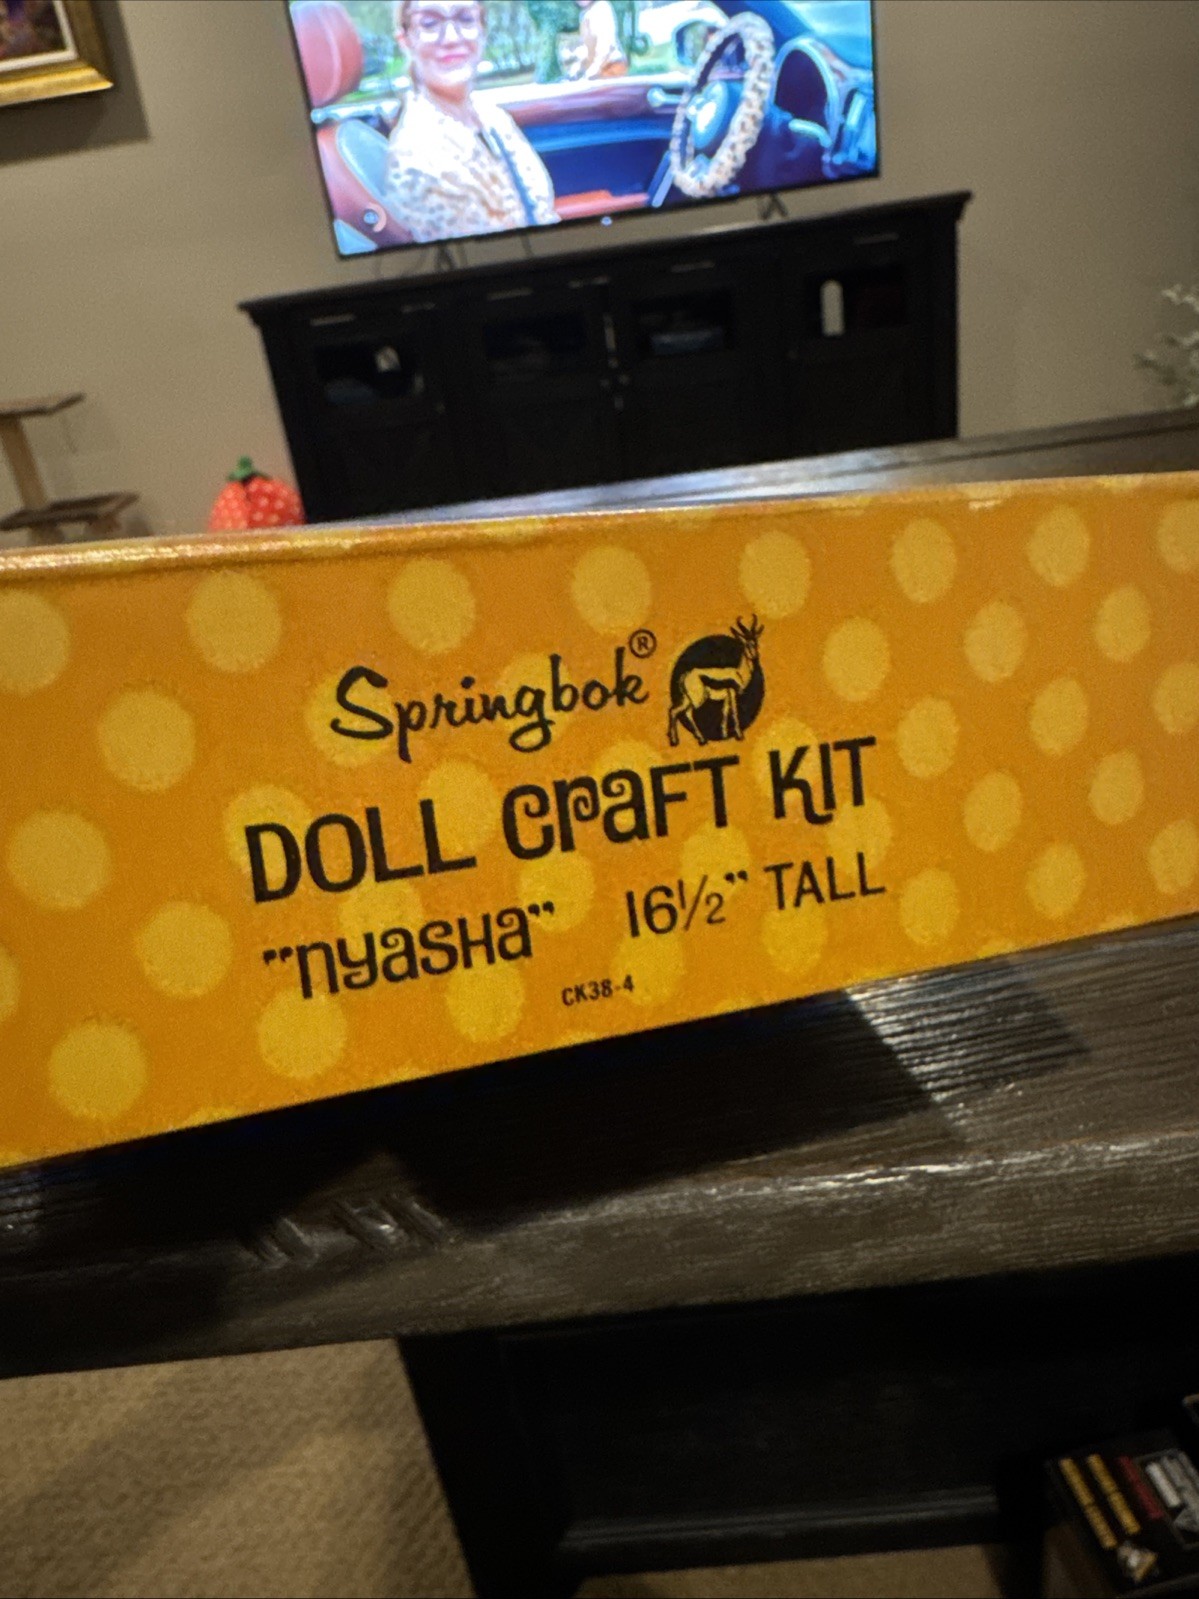 Springbok®
DOLL CRaFT KIT
"nyasHa" 16½" TALL
CK38-4